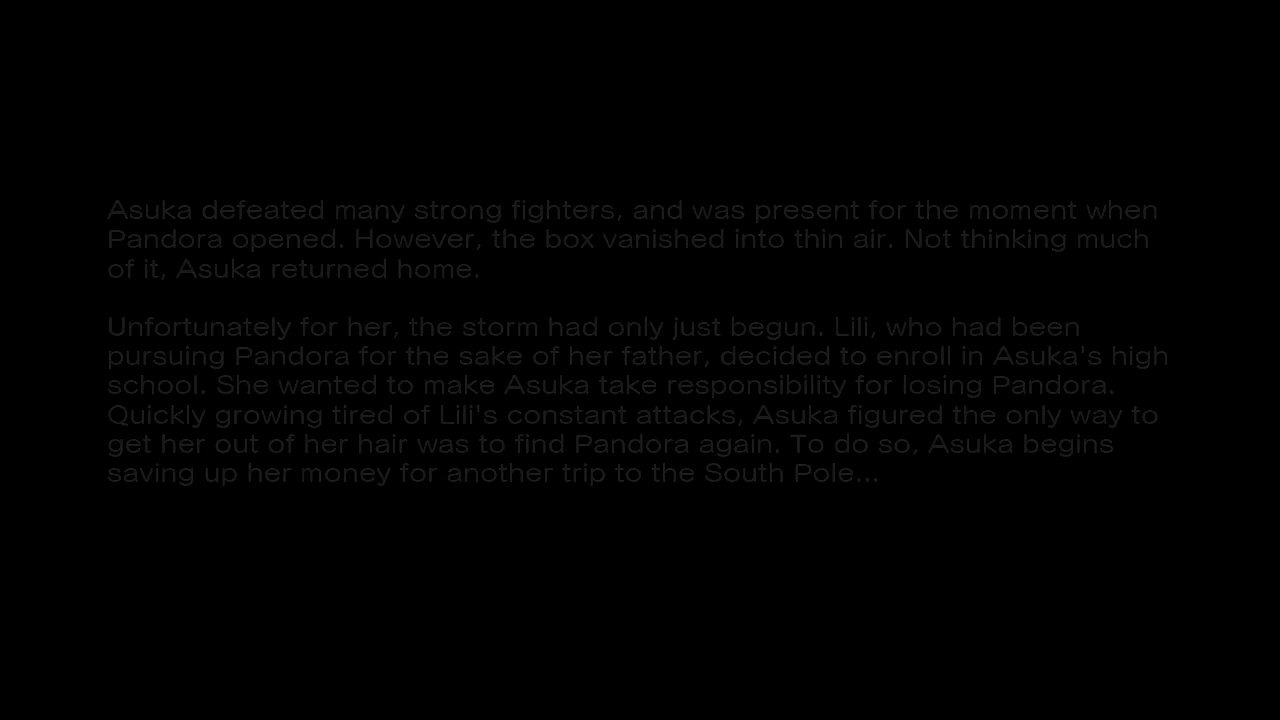 Asuka defeated many strong fighters, and was present for the moment when
Pandora opened. However, the box vanished into thin air. Not thinking much
of it, Asuka returned home.
Unfortunately for her, the storm had only just begun. Lili, who had been
pursuing Pandora for the sake of her father, decided to enroll in Asuka's high
school. She wanted to make Asuka take responsibility for losing Pandora.
Quickly growing tired of Lili's constant attacks, Asuka figured the only way to
get her out of her hair was to find Pandora again. To do so, Asuka begins
saving up her money for another trip to the South Pole...